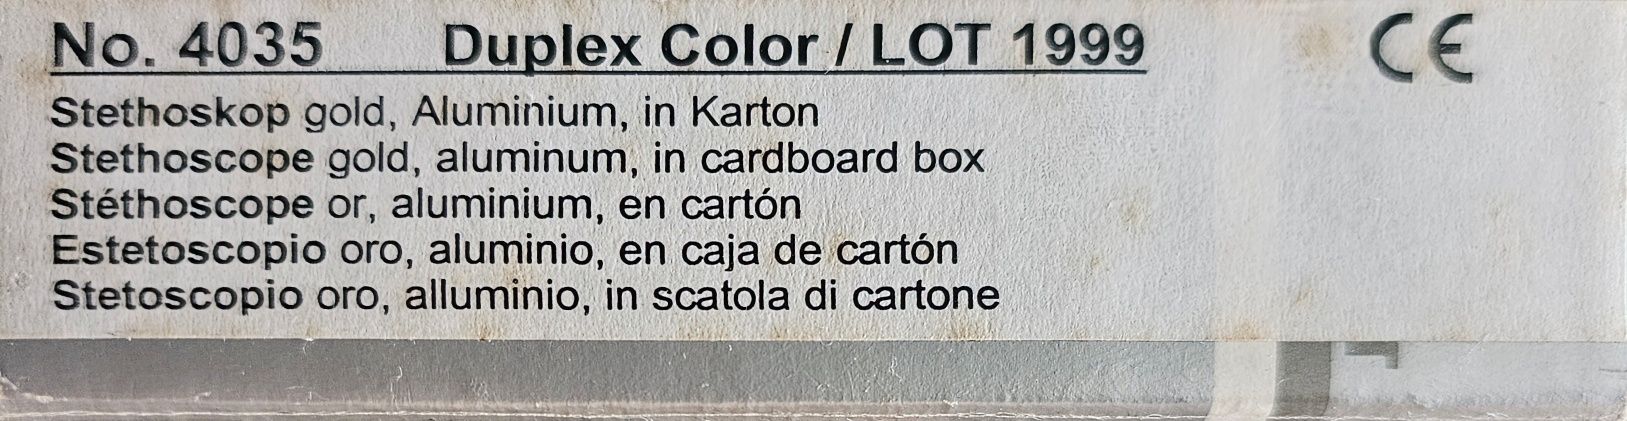 No. 4035 Duplex Color / LOT 1999 CE
Stethoskop gold, Aluminium, in Karton
Stethoscope gold, aluminum, in cardboard box
Stéthoscope or, aluminium, en cartón
Estetoscopio oro, aluminio, en caja de cartón
Stetoscopio oro, alluminio, in scatola di cartone